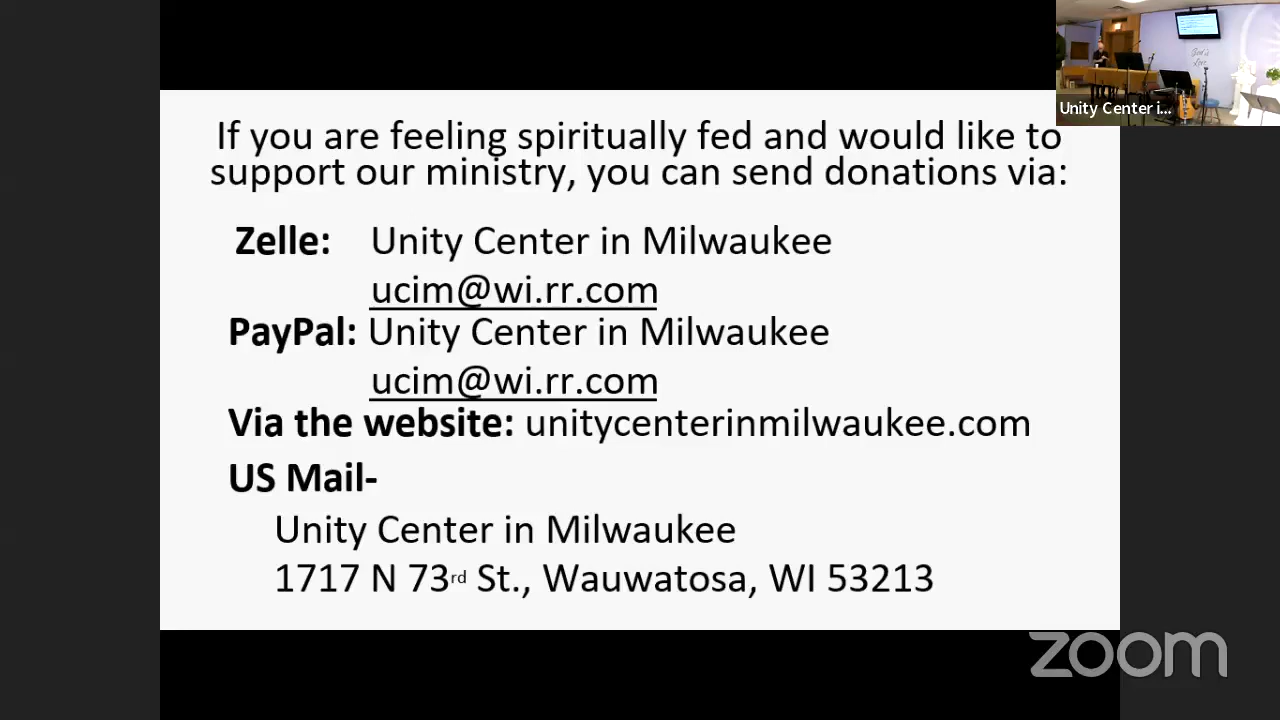 If you are feeling spiritually fed and would like to
support our ministry, you can send donations via:
Zelle: Unity Center in Milwaukee
ucim@wi.rr.com
PayPal: Unity Center in Milwaukee
ucim@wi.rr.com
Via the website: unitycenterinmilwaukee.com
US Mail-
Unity Center in Milwaukee
1717 N 73rd St., Wauwatosa, WI 53213
Unity Center i...
zoom